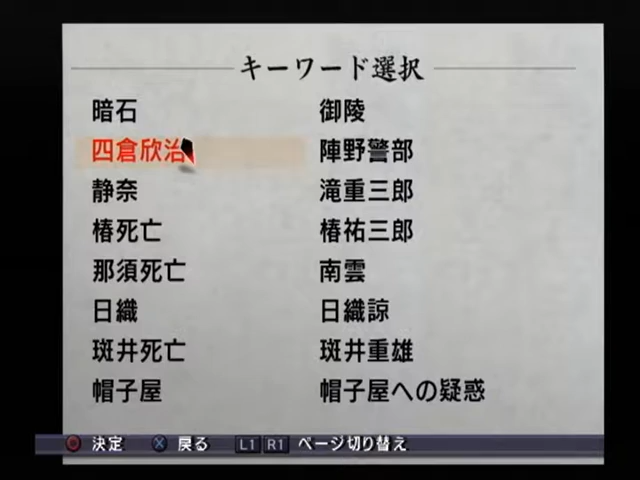 キーワード選択
暗石 御陵
四倉欣治 陣野警部
静奈 滝重三郎
椿死亡 椿祐三郎
那須死亡 南雲
日織 日織諒
斑井死亡 斑井重雄
帽子屋 帽子屋への疑惑
決定 戻る L1 R1 ページ切り替え